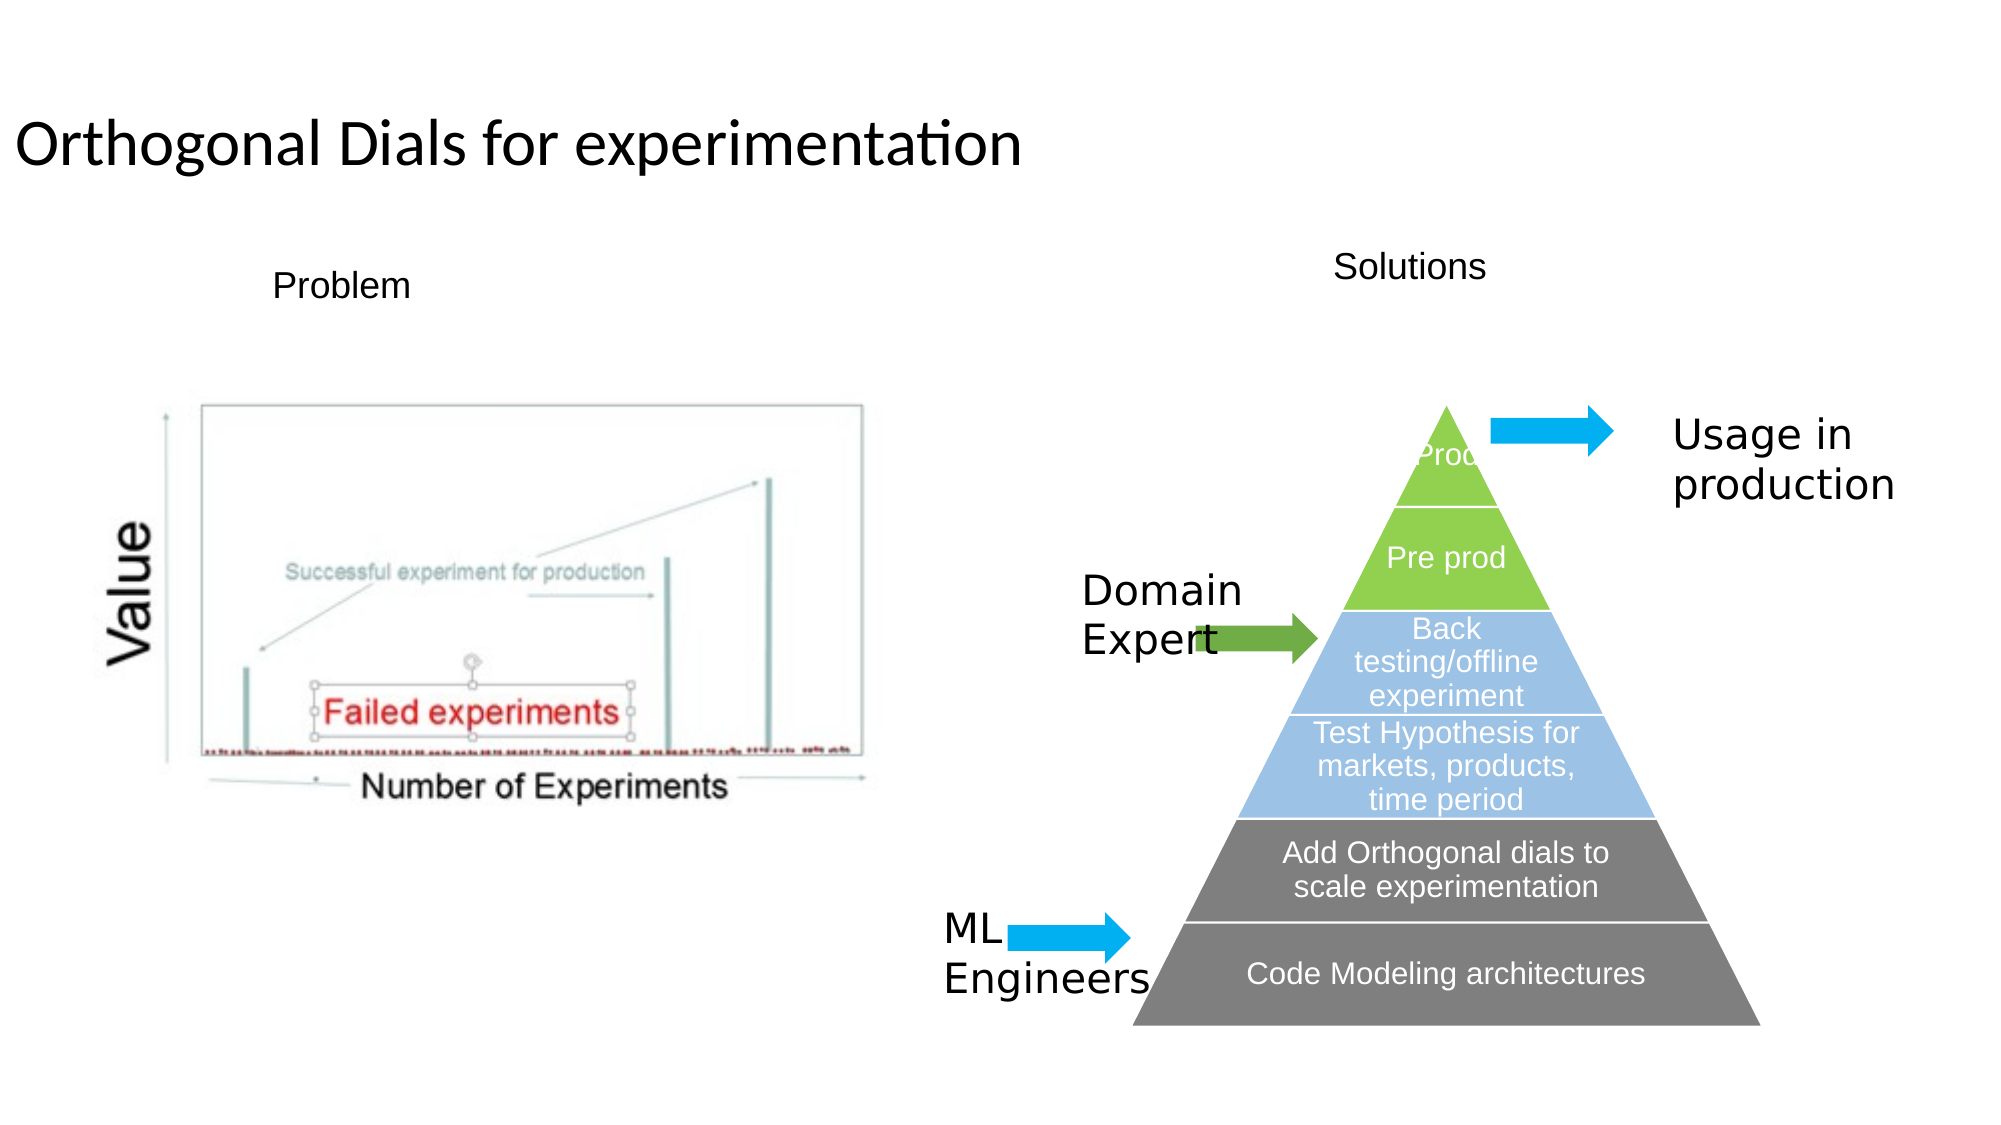 Orthogonal Dials for experimentation
Problem
Solutions
Value
Successful experiment for production
Failed experiments
Number of Experiments
Prod
Pre prod
Back
testing/offline
experiment
Test Hypothesis for
markets, products,
time period
Add Orthogonal dials to
scale experimentation
Code Modeling architectures
Usage in
production
Domain
Expert
ML
Engineers